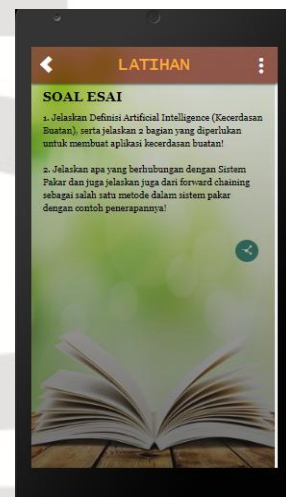 LATIHAN
SOAL ESAI
1. Jelaskan Definisi Artificial Intelligence (Kecerdasan
Buatan), serta jelaskan 2 bagian yang diperlukan
untuk membuat aplikasi kecerdasan buatan!
2. Jelaskan apa yang berhubungan dengan Sistem
Pakar dan juga jelaskan juga dari forward chaining
sebagai salah satu metode dalam sistem pakar
dengan contoh penerapannya!